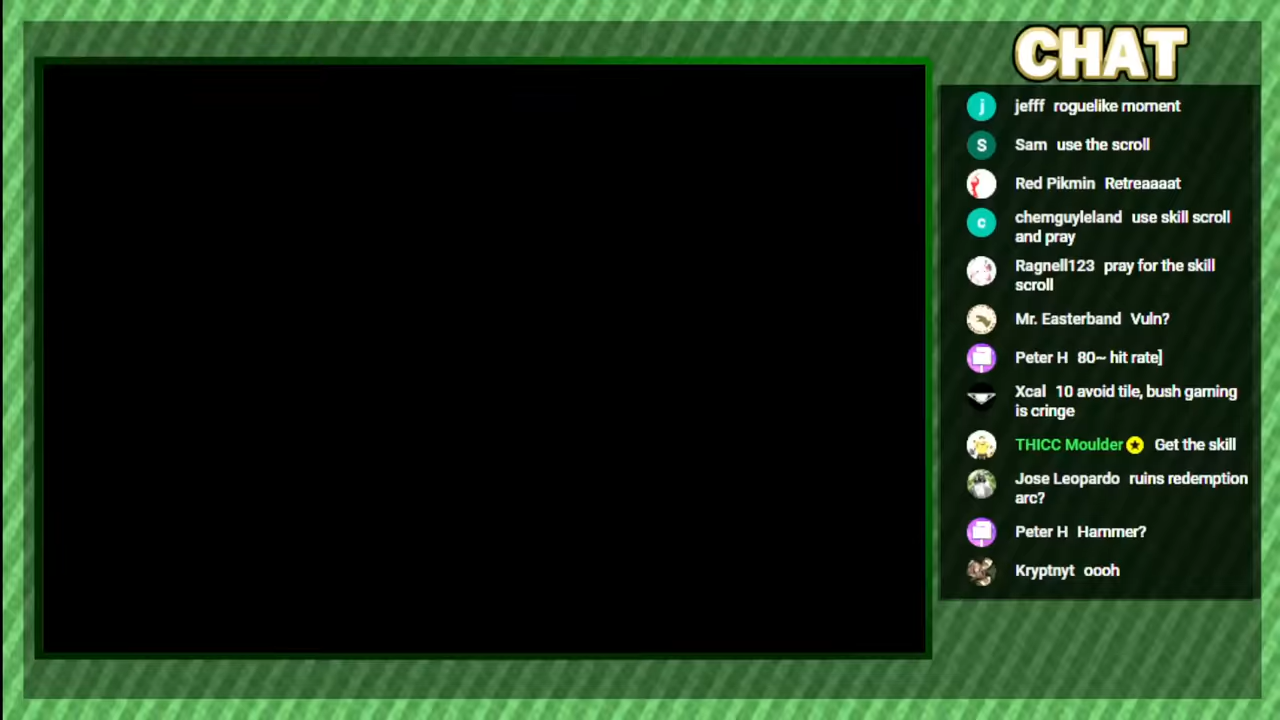 CHAT
j jefff roguelike moment
S Sam use the scroll
Red Pikmin Retreaaaat
c chemguyleland use skill scroll
and pray
Ragnell123 pray for the skill
scroll
Mr. Easterband Vuln?
Peter H 80~ hit rate]
Xcal 10 avoid tile, bush gaming
is cringe
THICC Moulder Get the skill
Jose Leopardo ruins redemption
arc?
Peter H Hammer?
Kryptnyt oooh